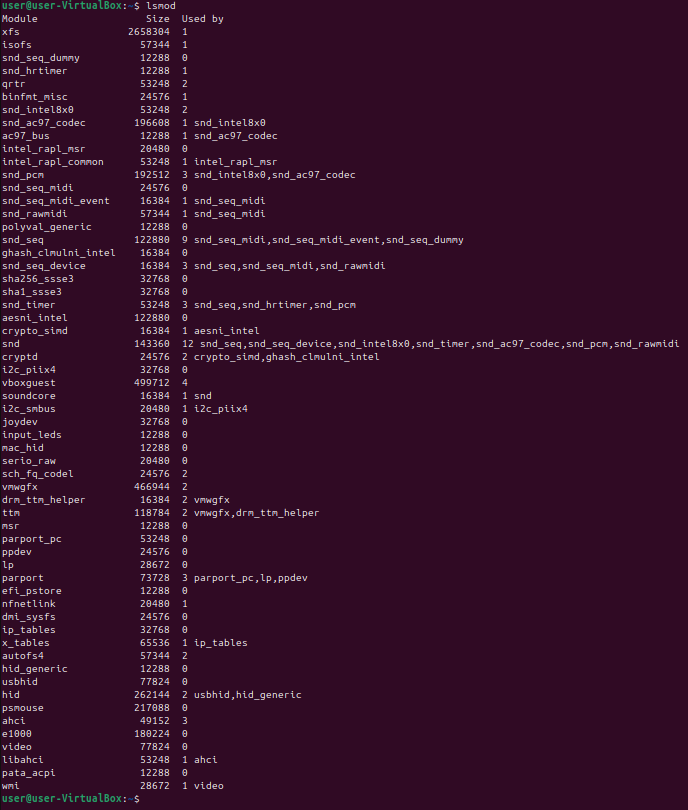 user@user-VirtualBox:~$ lsmod
Module                  Size  Used by
xfs                  2658304  1
isofs                  57344  1
snd_seq_dummy          12288  0
snd_hrtimer            12288  1
qrtr                   53248  2
binfmt_misc            24576  1
snd_intel8x0           53248  2
snd_ac97_codec        196608  1 snd_intel8x0
ac97_bus               12288  1 snd_ac97_codec
intel_rapl_msr         20480  0
intel_rapl_common      53248  1 intel_rapl_msr
snd_pcm               192512  3 snd_intel8x0,snd_ac97_codec
snd_seq_midi           24576  0
snd_seq_midi_event     16384  1 snd_seq_midi
snd_rawmidi            57344  1 snd_seq_midi
polyval_generic        12288  0
snd_seq               122880  9 snd_seq_midi,snd_seq_midi_event,snd_seq_dummy
ghash_clmulni_intel    16384  0
snd_seq_device         16384  3 snd_seq,snd_seq_midi,snd_rawmidi
sha256_ssse3           32768  0
sha1_ssse3             32768  0
snd_timer              53248  3 snd_seq,snd_hrtimer,snd_pcm
aesni_intel           122880  0
crypto_simd            16384  1 aesni_intel
snd                   143360  12 snd_seq,snd_seq_device,snd_intel8x0,snd_timer,snd_ac97_codec,snd_pcm,snd_rawmidi
cryptd                 24576  2 crypto_simd,ghash_clmulni_intel
i2c_piix4              32768  0
vboxguest             499712  4
soundcore              16384  1 snd
i2c_smbus              20480  1 i2c_piix4
joydev                 32768  0
input_leds             12288  0
mac_hid                12288  0
serio_raw              20480  0
sch_fq_codel           24576  2
vmwgfx                466944  2
drm_ttm_helper         16384  2 vmwgfx
ttm                   118784  2 vmwgfx,drm_ttm_helper
msr                    12288  0
parport_pc             53248  0
ppdev                  24576  0
lp                     28672  0
parport                73728  3 parport_pc,lp,ppdev
efi_pstore             12288  0
nfnetlink              20480  1
dmi_sysfs              24576  0
ip_tables              32768  0
x_tables               65536  1 ip_tables
autofs4                57344  2
hid_generic            12288  0
usbhid                 77824  0
hid                   262144  2 usbhid,hid_generic
psmouse               217088  0
ahci                   49152  3
e1000                 180224  0
video                  77824  0
libahci                53248  1 ahci
pata_acpi              12288  0
wmi                    28672  1 video
user@user-VirtualBox:~$